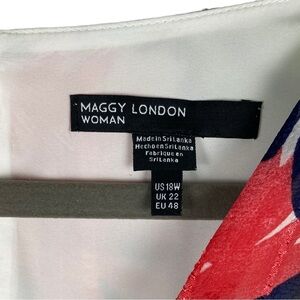 MAGGY LONDON
WOMAN
Made in Sri Lanka
Hecho en Sri Lanka
Fabrique en
Sri Lanka
US 18W
UK 22
EU 48